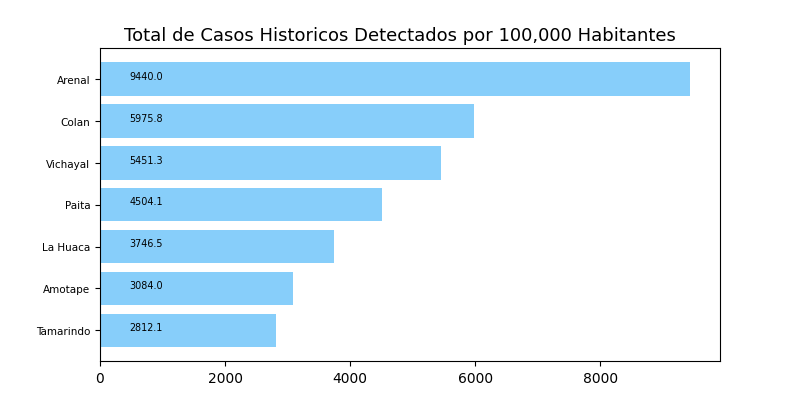 Total de Casos Historicos Detectados por 100,000 Habitantes
Arenal 9440.0
Colan 5975.8
Vichayal 5451.3
Paita 4504.1
La Huaca 3746.5
Amotape 3084.0
Tamarindo 2812.1
0 2000 4000 6000 8000